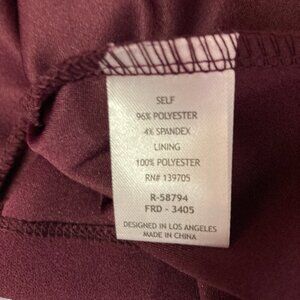 SELF
96% POLYESTER
4% SPANDEX
LINING
100% POLYESTER
RN# 139705
R-58794
FRD - 3405
DESIGNED IN LOS ANGELES
MADE IN CHINA